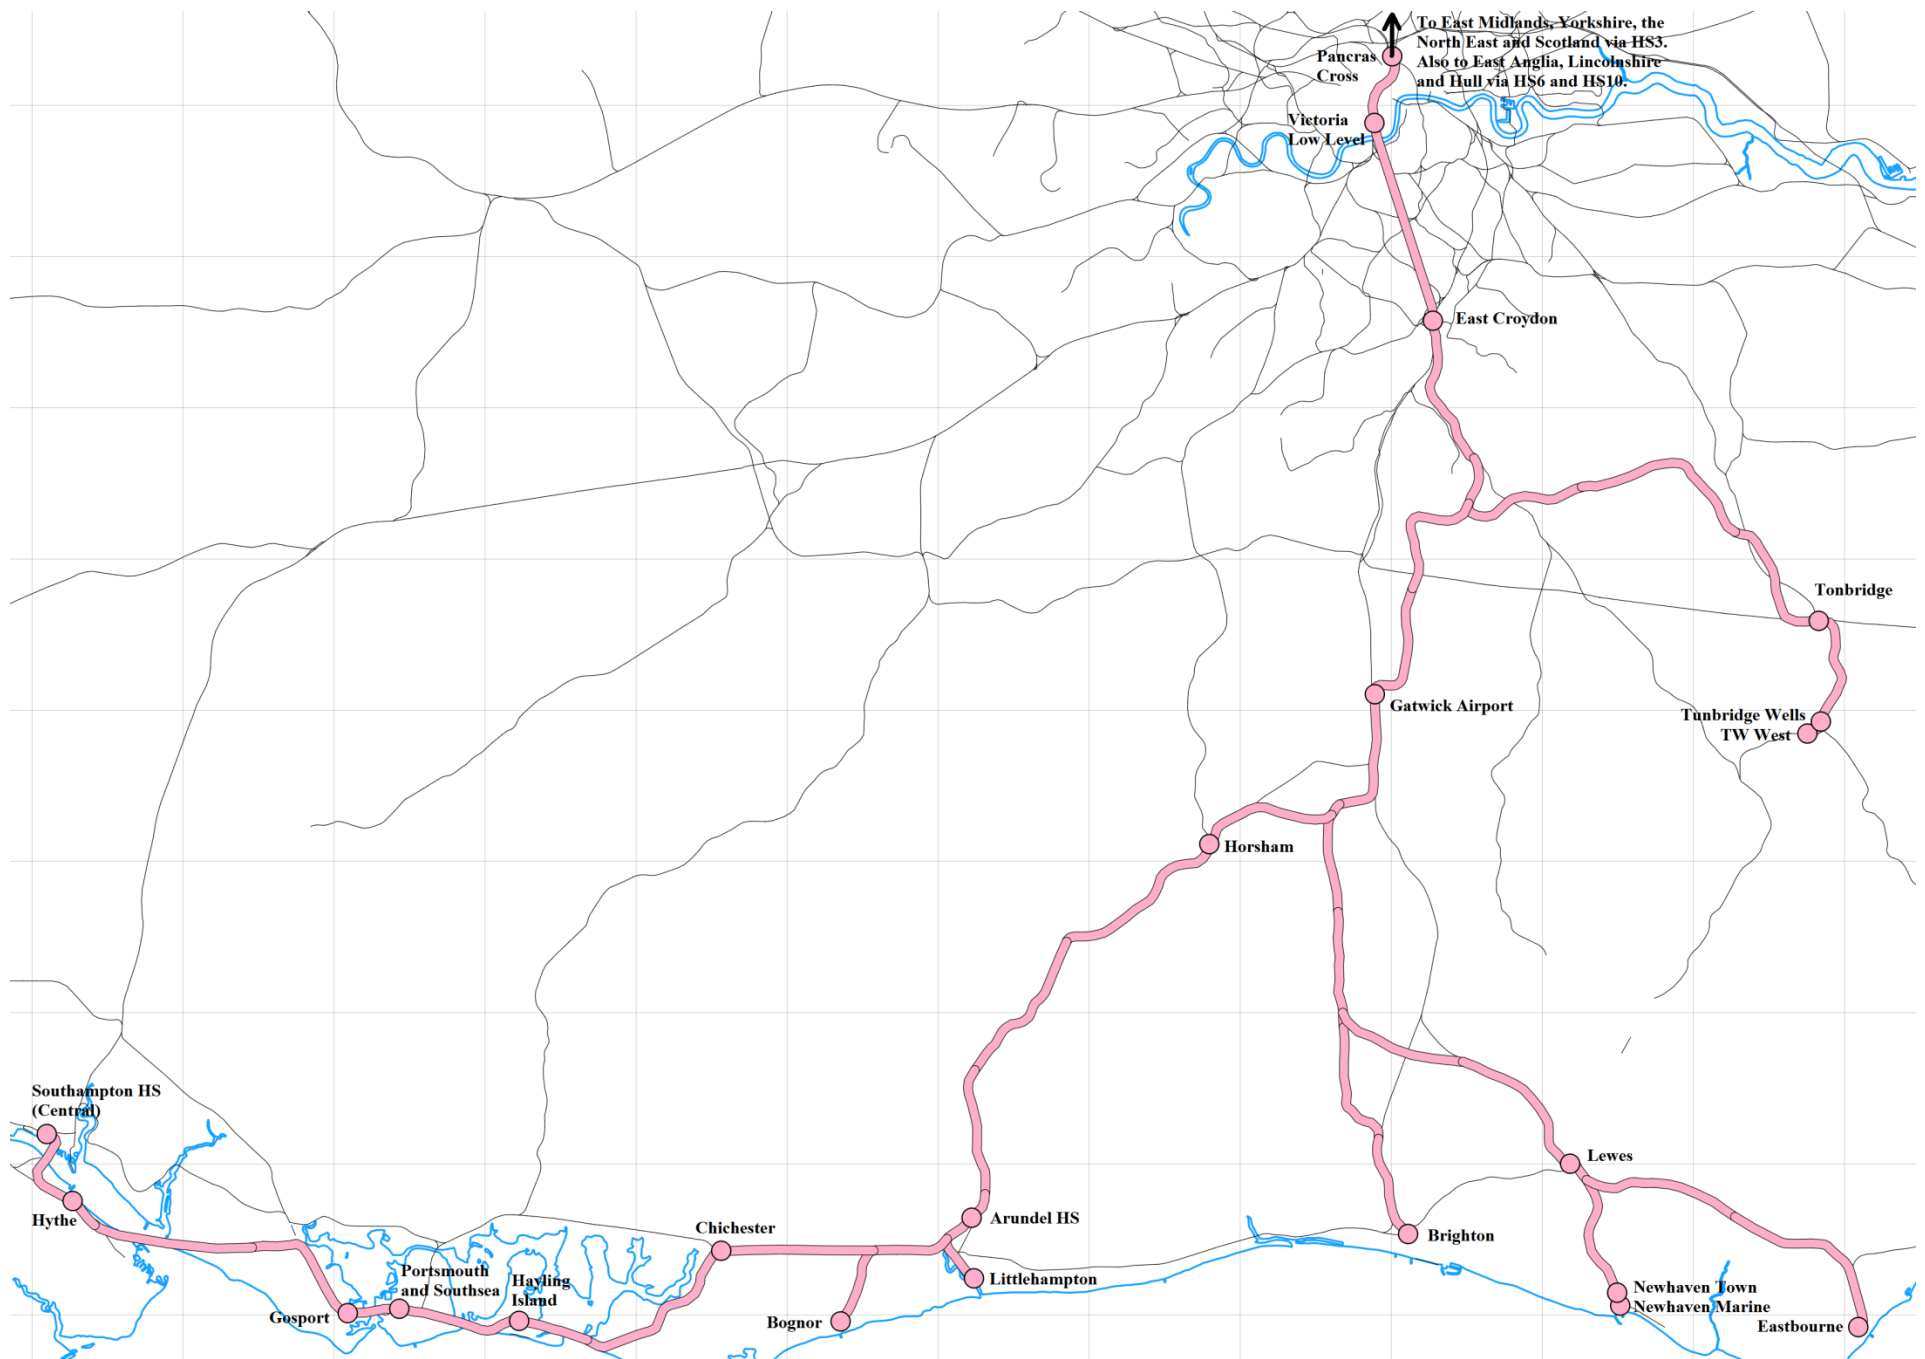 To East Midlands, Yorkshire, the
North East and Scotland via HS3.
Also to East Anglia, Lincolnshire
and Hull via HS6 and HS10.
Pancras
Cross
Victoria
Low Level
East Croydon
Tonbridge
Gatwick Airport
Tunbridge Wells
TW West
Horsham
Southampton HS
(Central)
Hythe
Lewes
Arundel HS
Chichester
Brighton
Portsmouth
and Southsea
Hayling
Island
Littlehampton
Gosport
Bognor
Newhaven Town
Newhaven Marine
Eastbourne